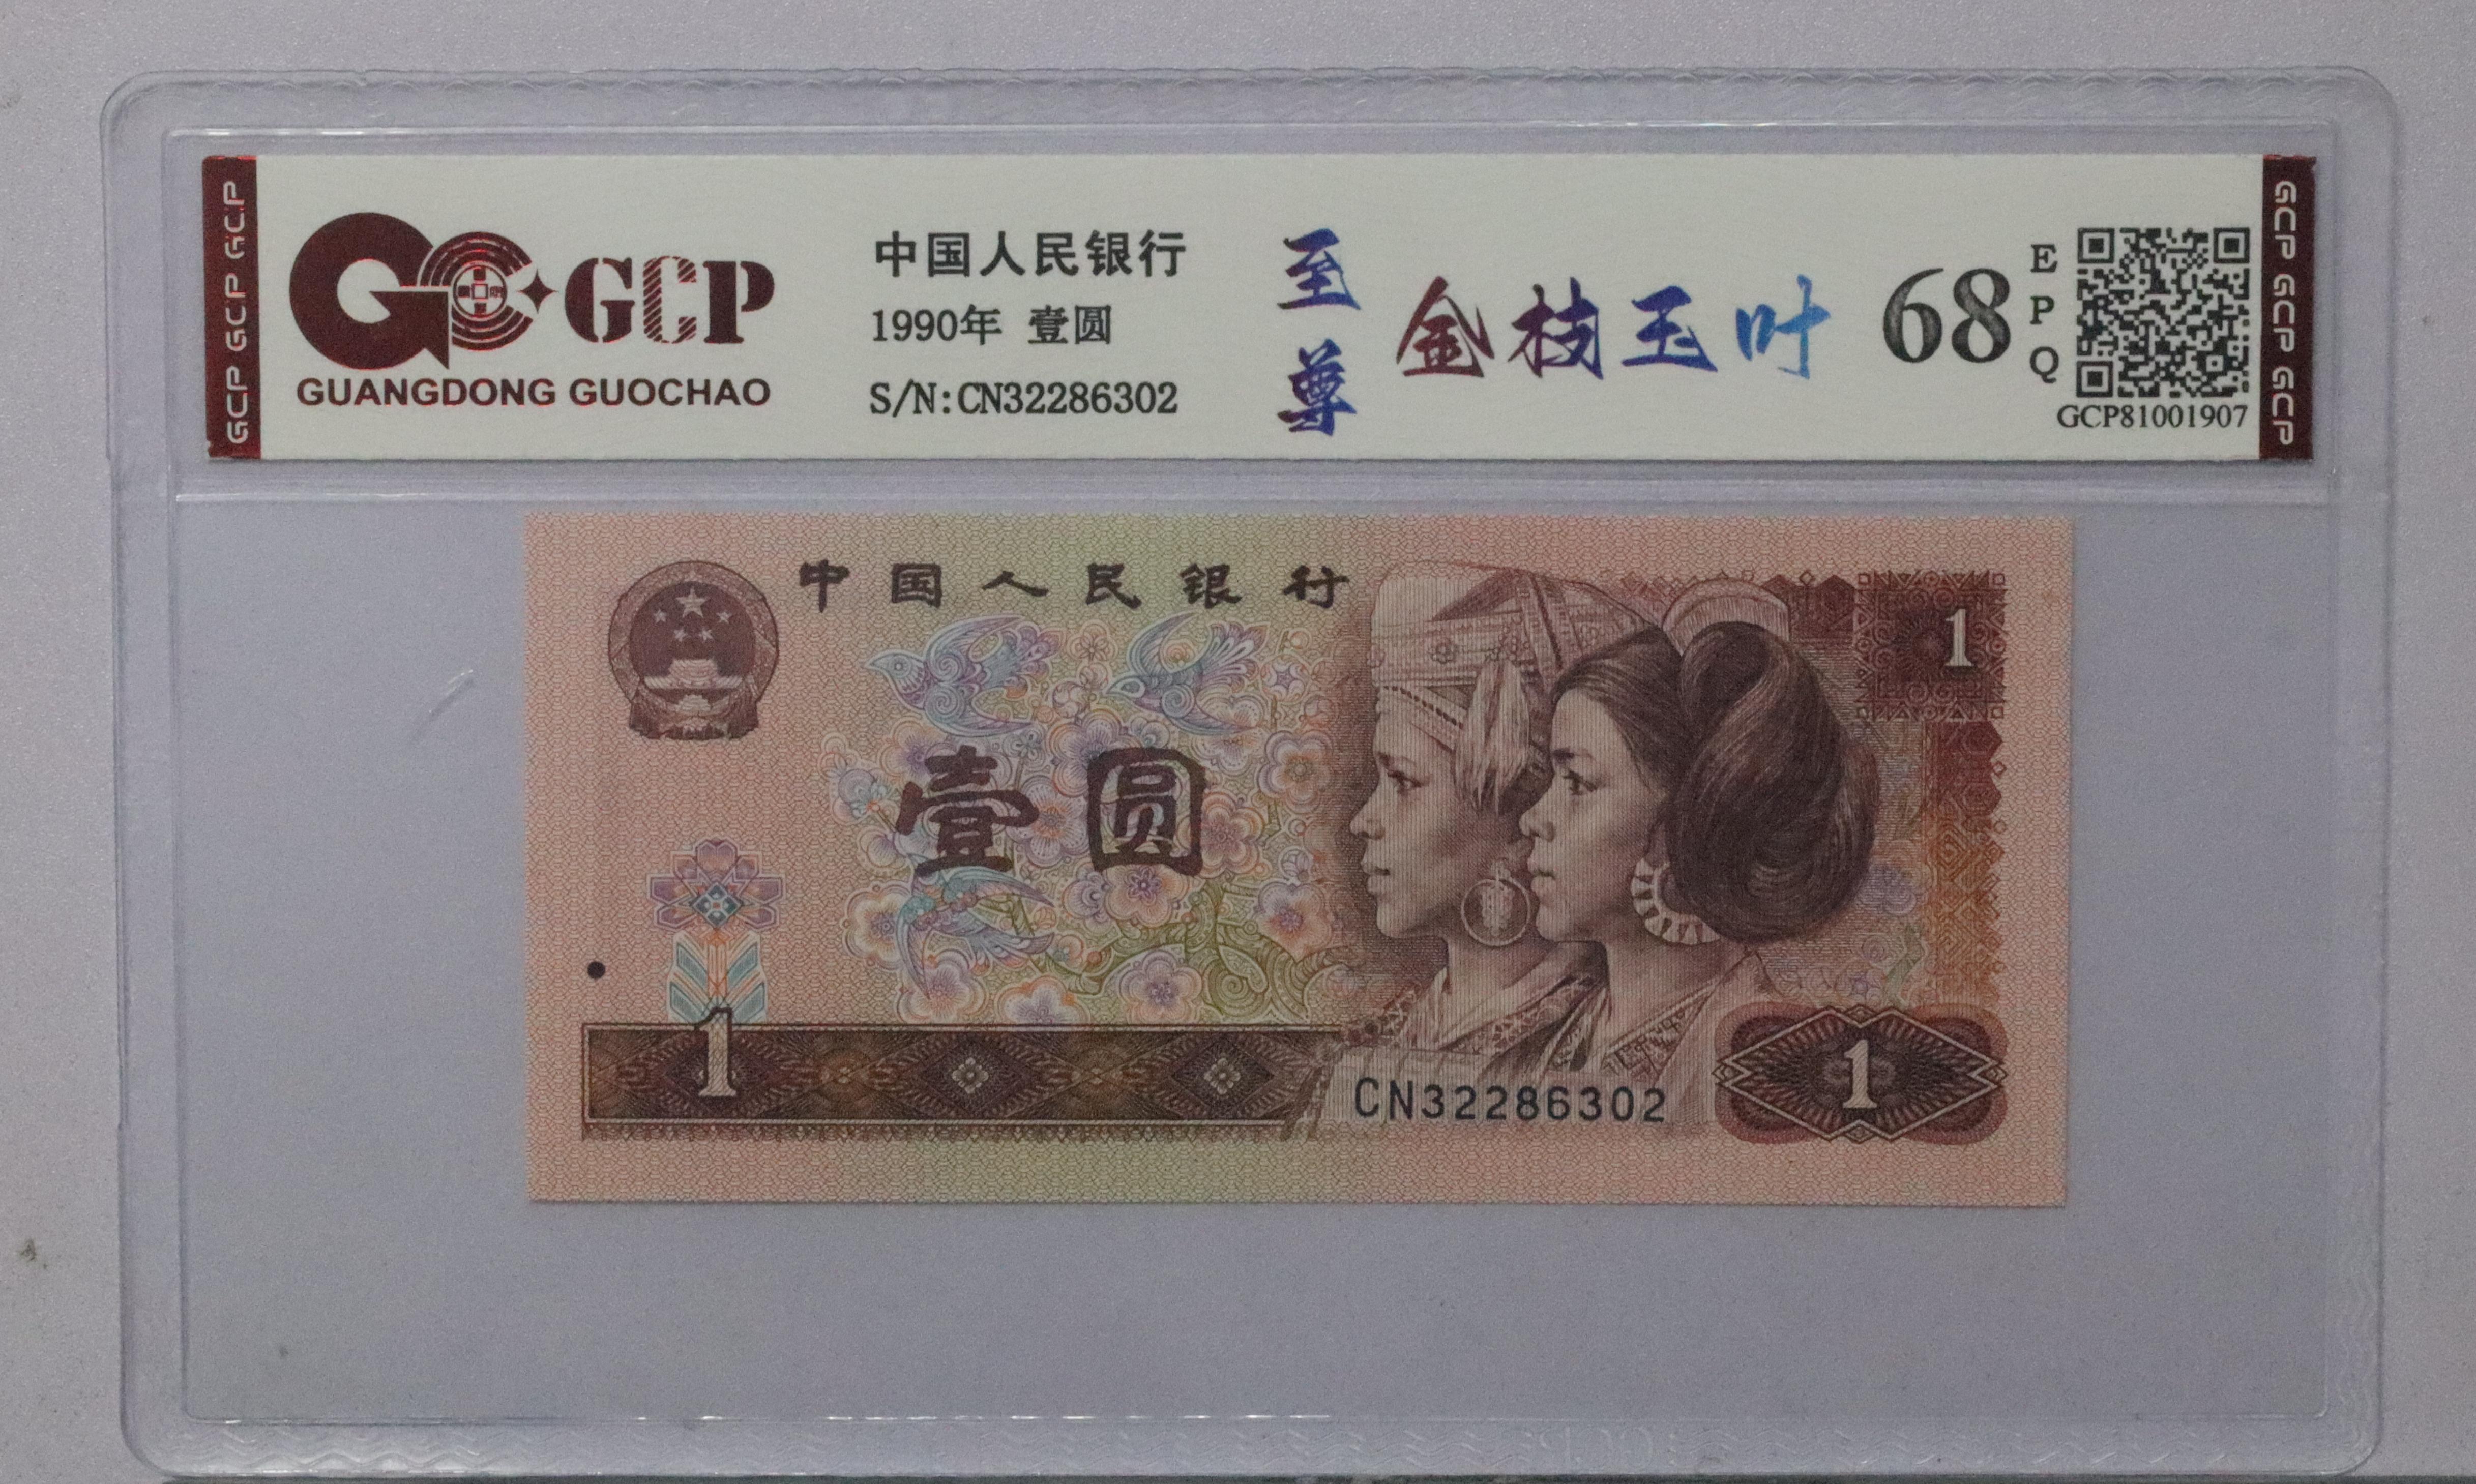 GCP GCP GCP
GCP
GUANGDONG GUOCHAO
中国人民银行
1990年 壹圆
S/N:CN32286302
至尊
金枝玉叶
68
EPQ
GCP81001907
GCP GCP GCP
中国人民银行
1
壹圆
1
CN32286302
1